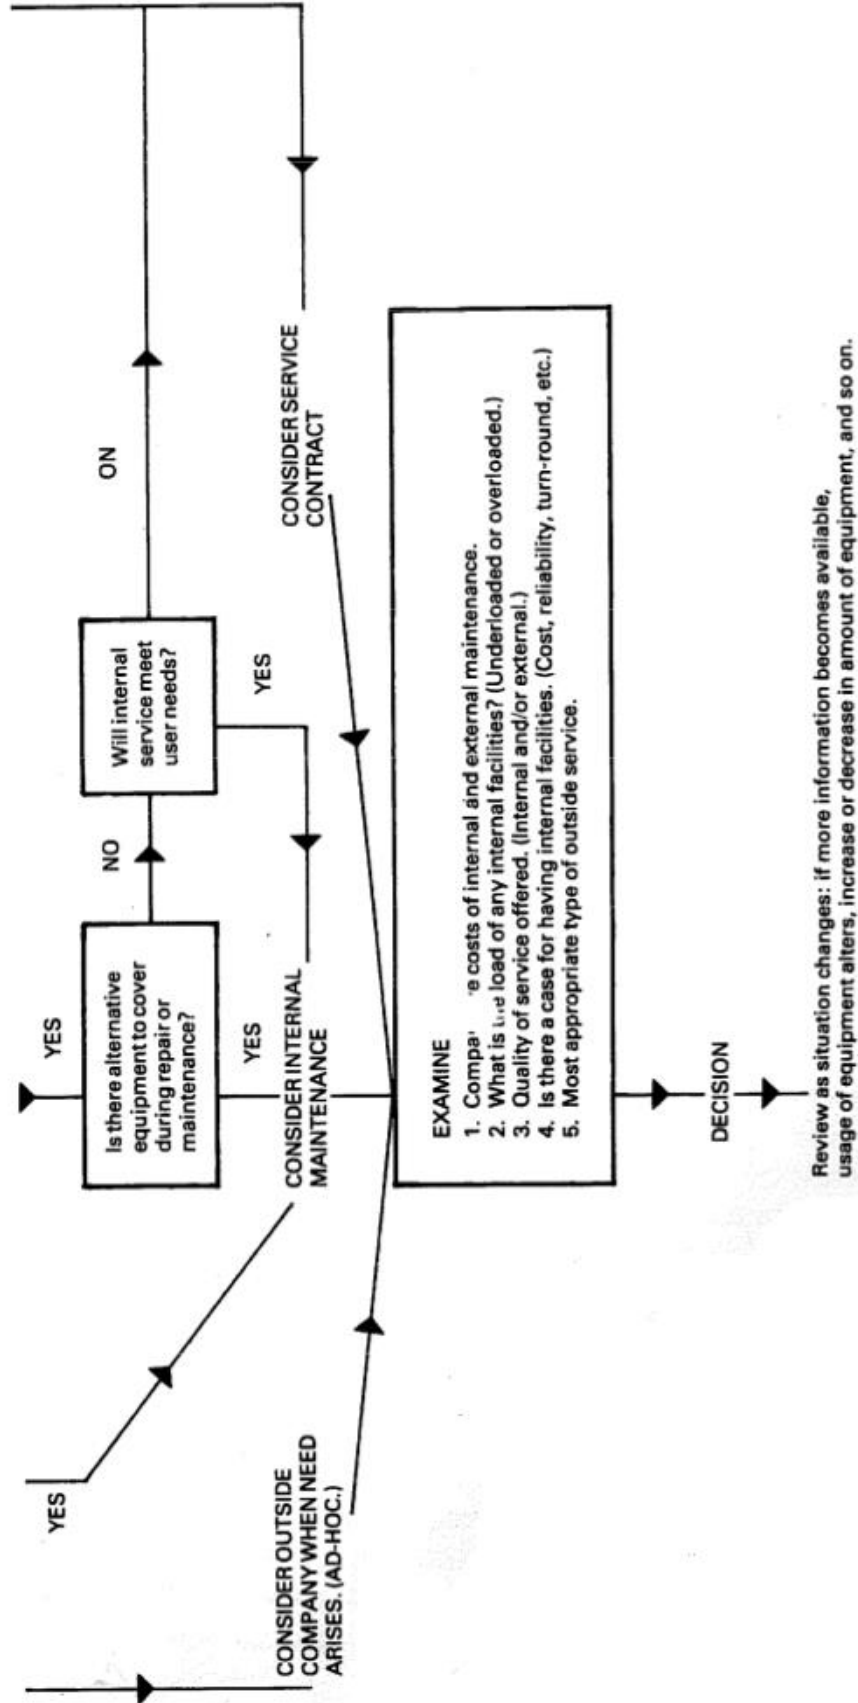 YES
YES
Is there alternative
equipment to cover
during repair or
maintenance?
NO
Will internal
service meet
user needs?
ON
YES
YES
CONSIDER OUTSIDE
COMPANY WHEN NEED
ARISES. (AD-HOC.)
CONSIDER INTERNAL
MAINTENANCE
CONSIDER SERVICE
CONTRACT
EXAMINE
1. costs of internal and external maintenance.
2. What is the load of any internal facilities? (Underloaded or overloaded.)
3. Quality of service offered. (Internal and/or external.)
4. Is there a case for having internal facilities. (Cost, reliability, turn-round, etc.)
5. Most appropriate type of outside service.
DECISION
Review as situation changes: if more information becomes available,
usage of equipment alters, increase or decrease in amount of equipment, and so on.